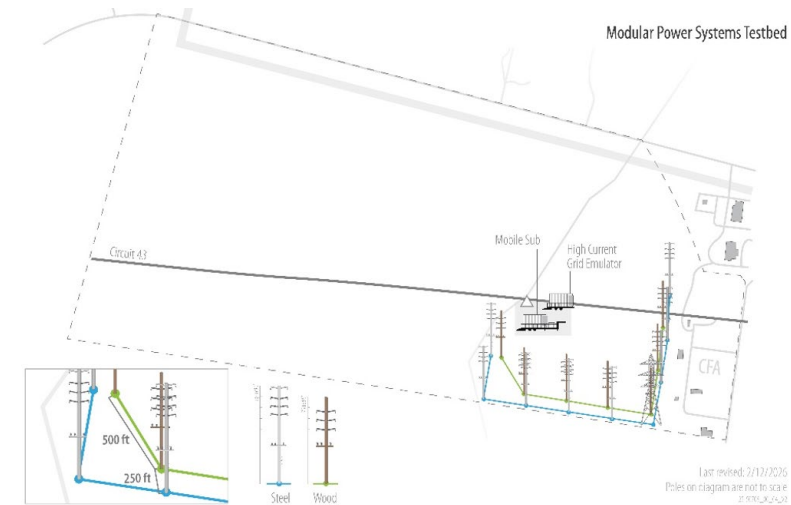 Modular Power Systems Testbed
Mobile Sub
High Current
Grid Emulator
Circuit 43
CFA
500 ft
250 ft
Steel
Wood
Last revised: 2/12/2026
Poles on diagram are not to scale